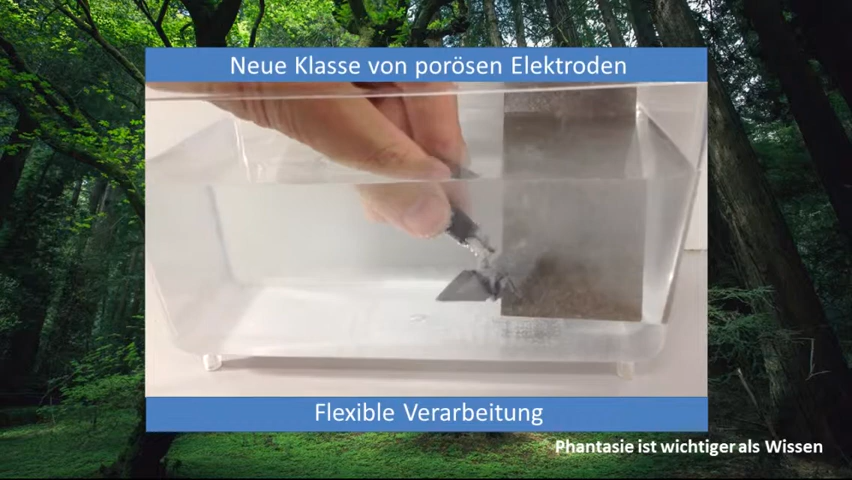 Neue Klasse von porösen Elektroden
Flexible Verarbeitung
Phantasie ist wichtiger als Wissen